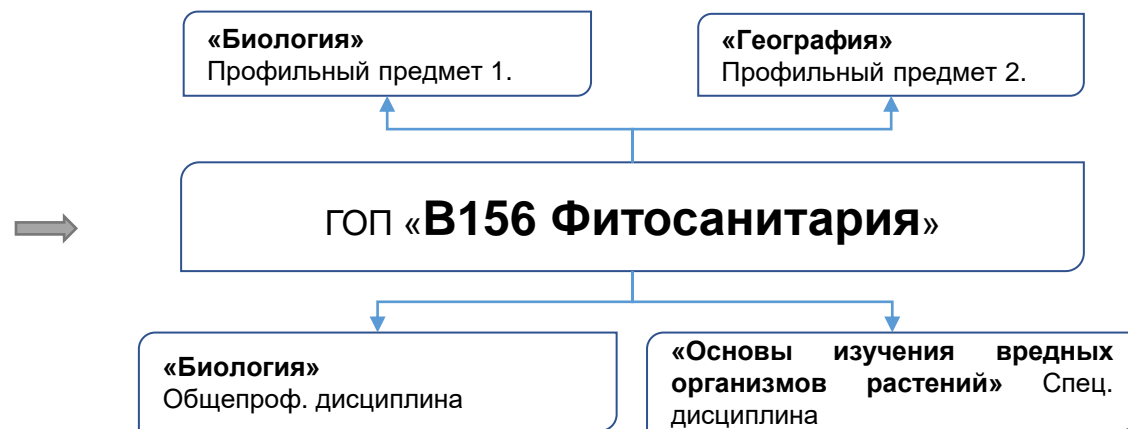 «Биология»
Профильный предмет 1.
«География»
Профильный предмет 2.
ГОП «В156 Фитосанитария»
«Биология»
Общепроф. дисциплина
«Основы изучения вредных
организмов растений» Спец.
дисциплина